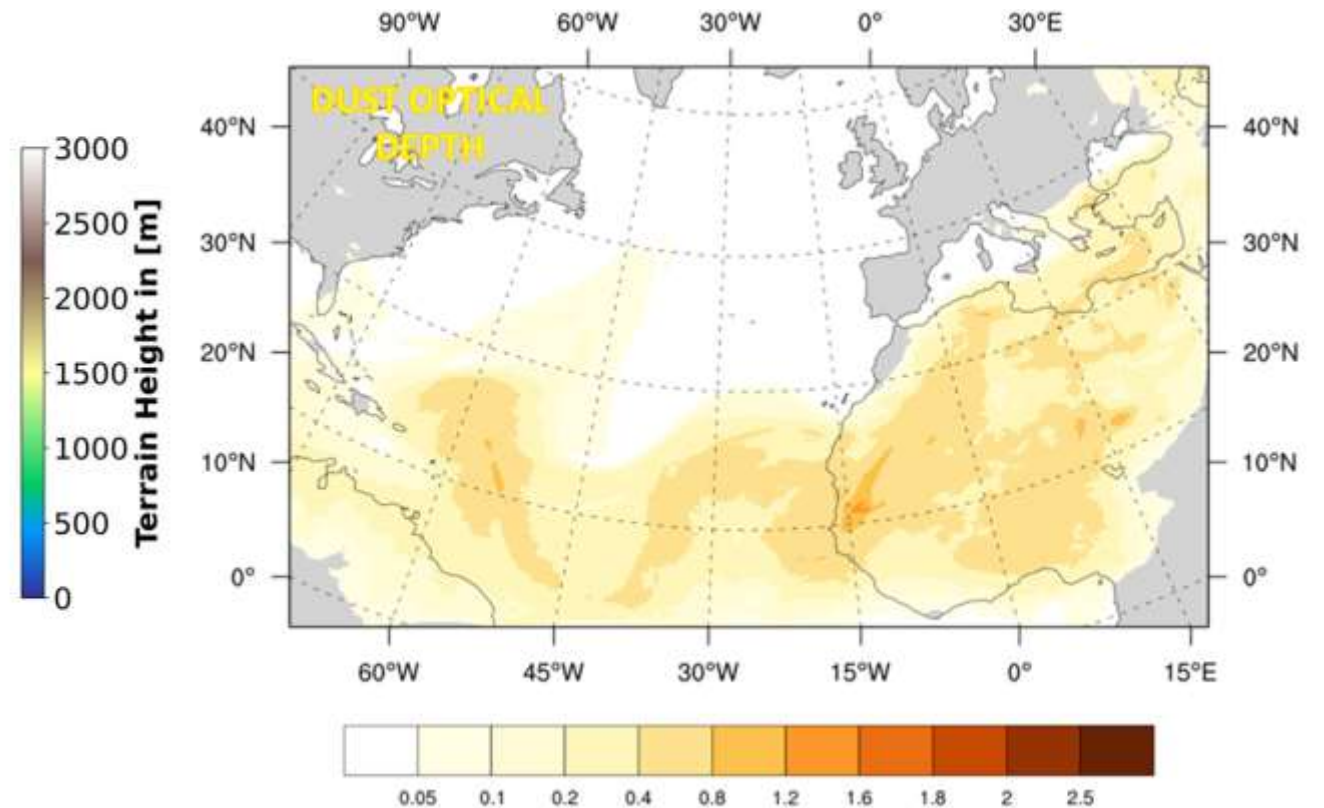 90°W 60°W 30°W 0° 30°E
DUST OPTICAL
DEPTH
40°N 40°N
30°N 30°N
20°N 20°N
10°N 10°N
0° 0°
60°W 45°W 30°W 15°W 0° 15°E
3000
2500
2000
1500
1000
500
0
Terrain Height in [m]
0.05 0.1 0.2 0.4 0.8 1.2 1.6 1.8 2 2.5